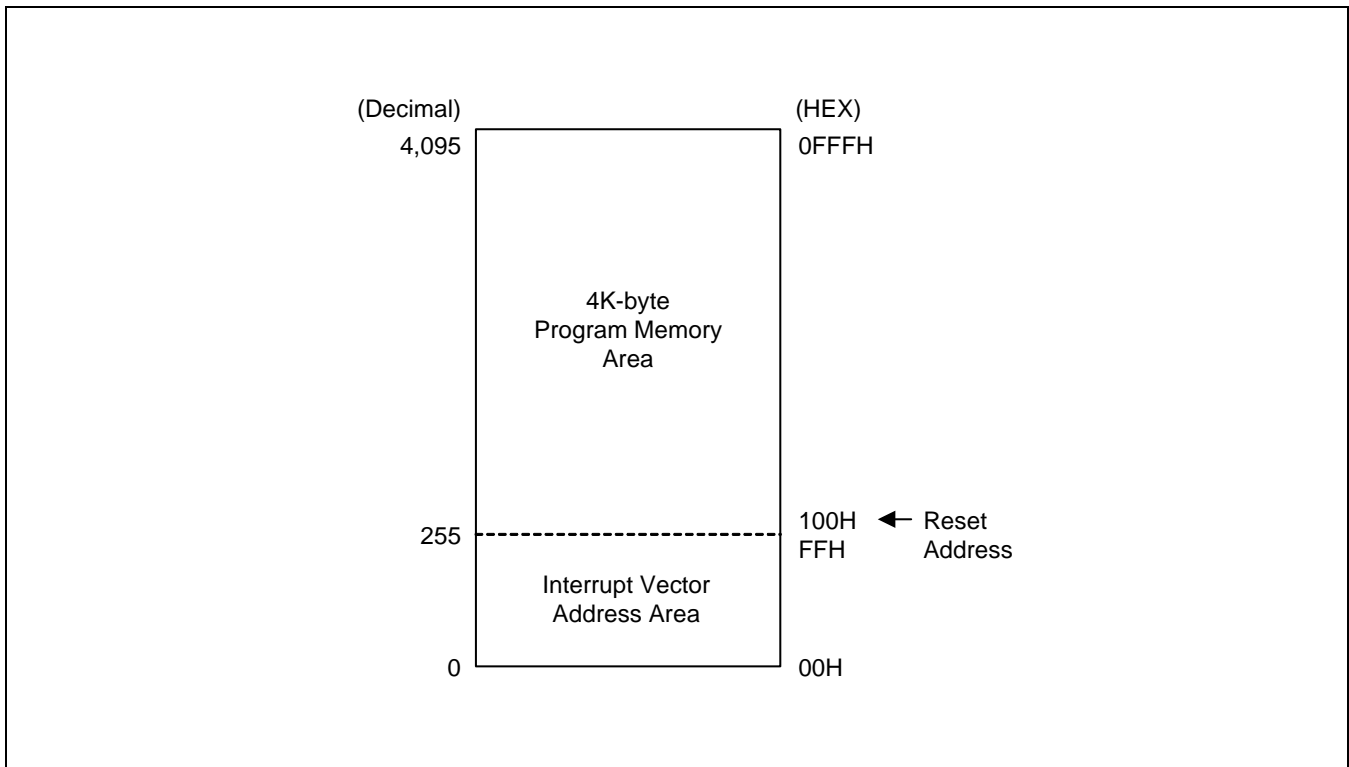 (Decimal)
(HEX)
4,095
0FFFH
4K-byte
Program Memory
Area
100H
Reset
255
FFH
Address
Interrupt Vector
Address Area
0
00H